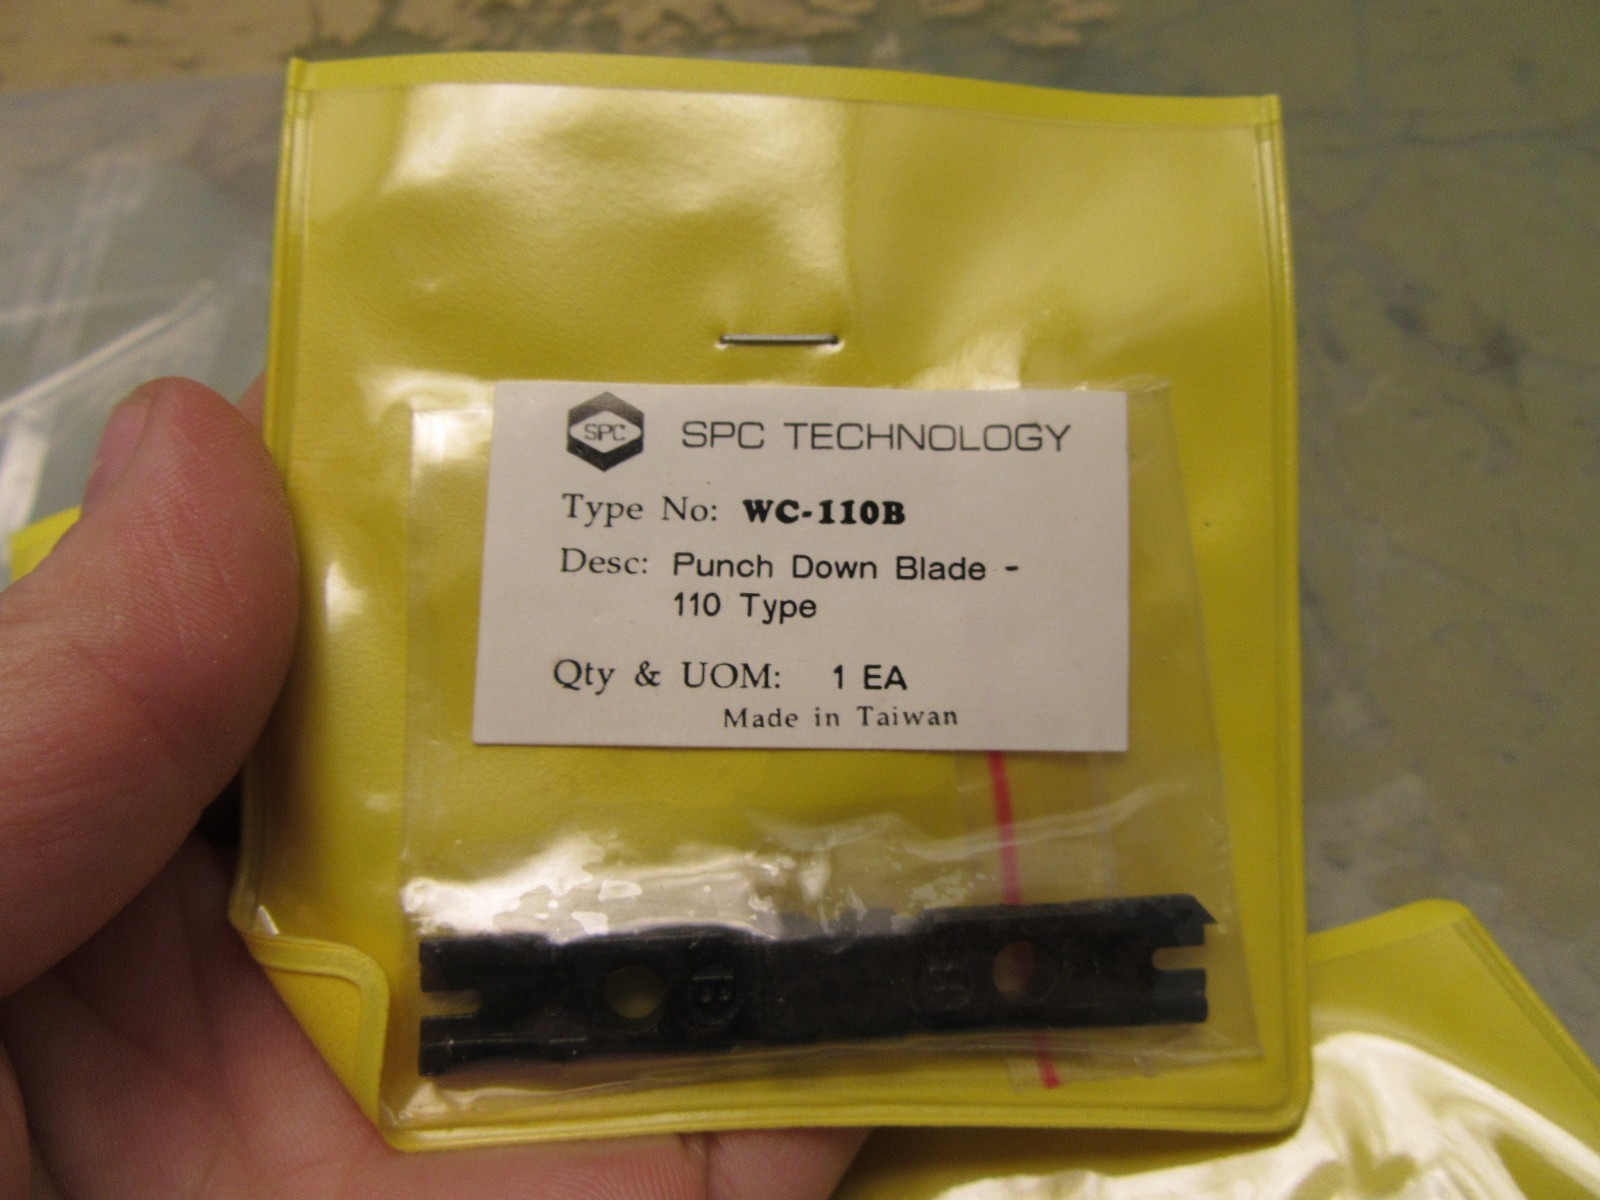 SPC
SPC TECHNOLOGY
Type No: WC-110B
Desc: Punch Down Blade -
110 Type
Qty & UOM: 1 EA
Made in Taiwan
B
B